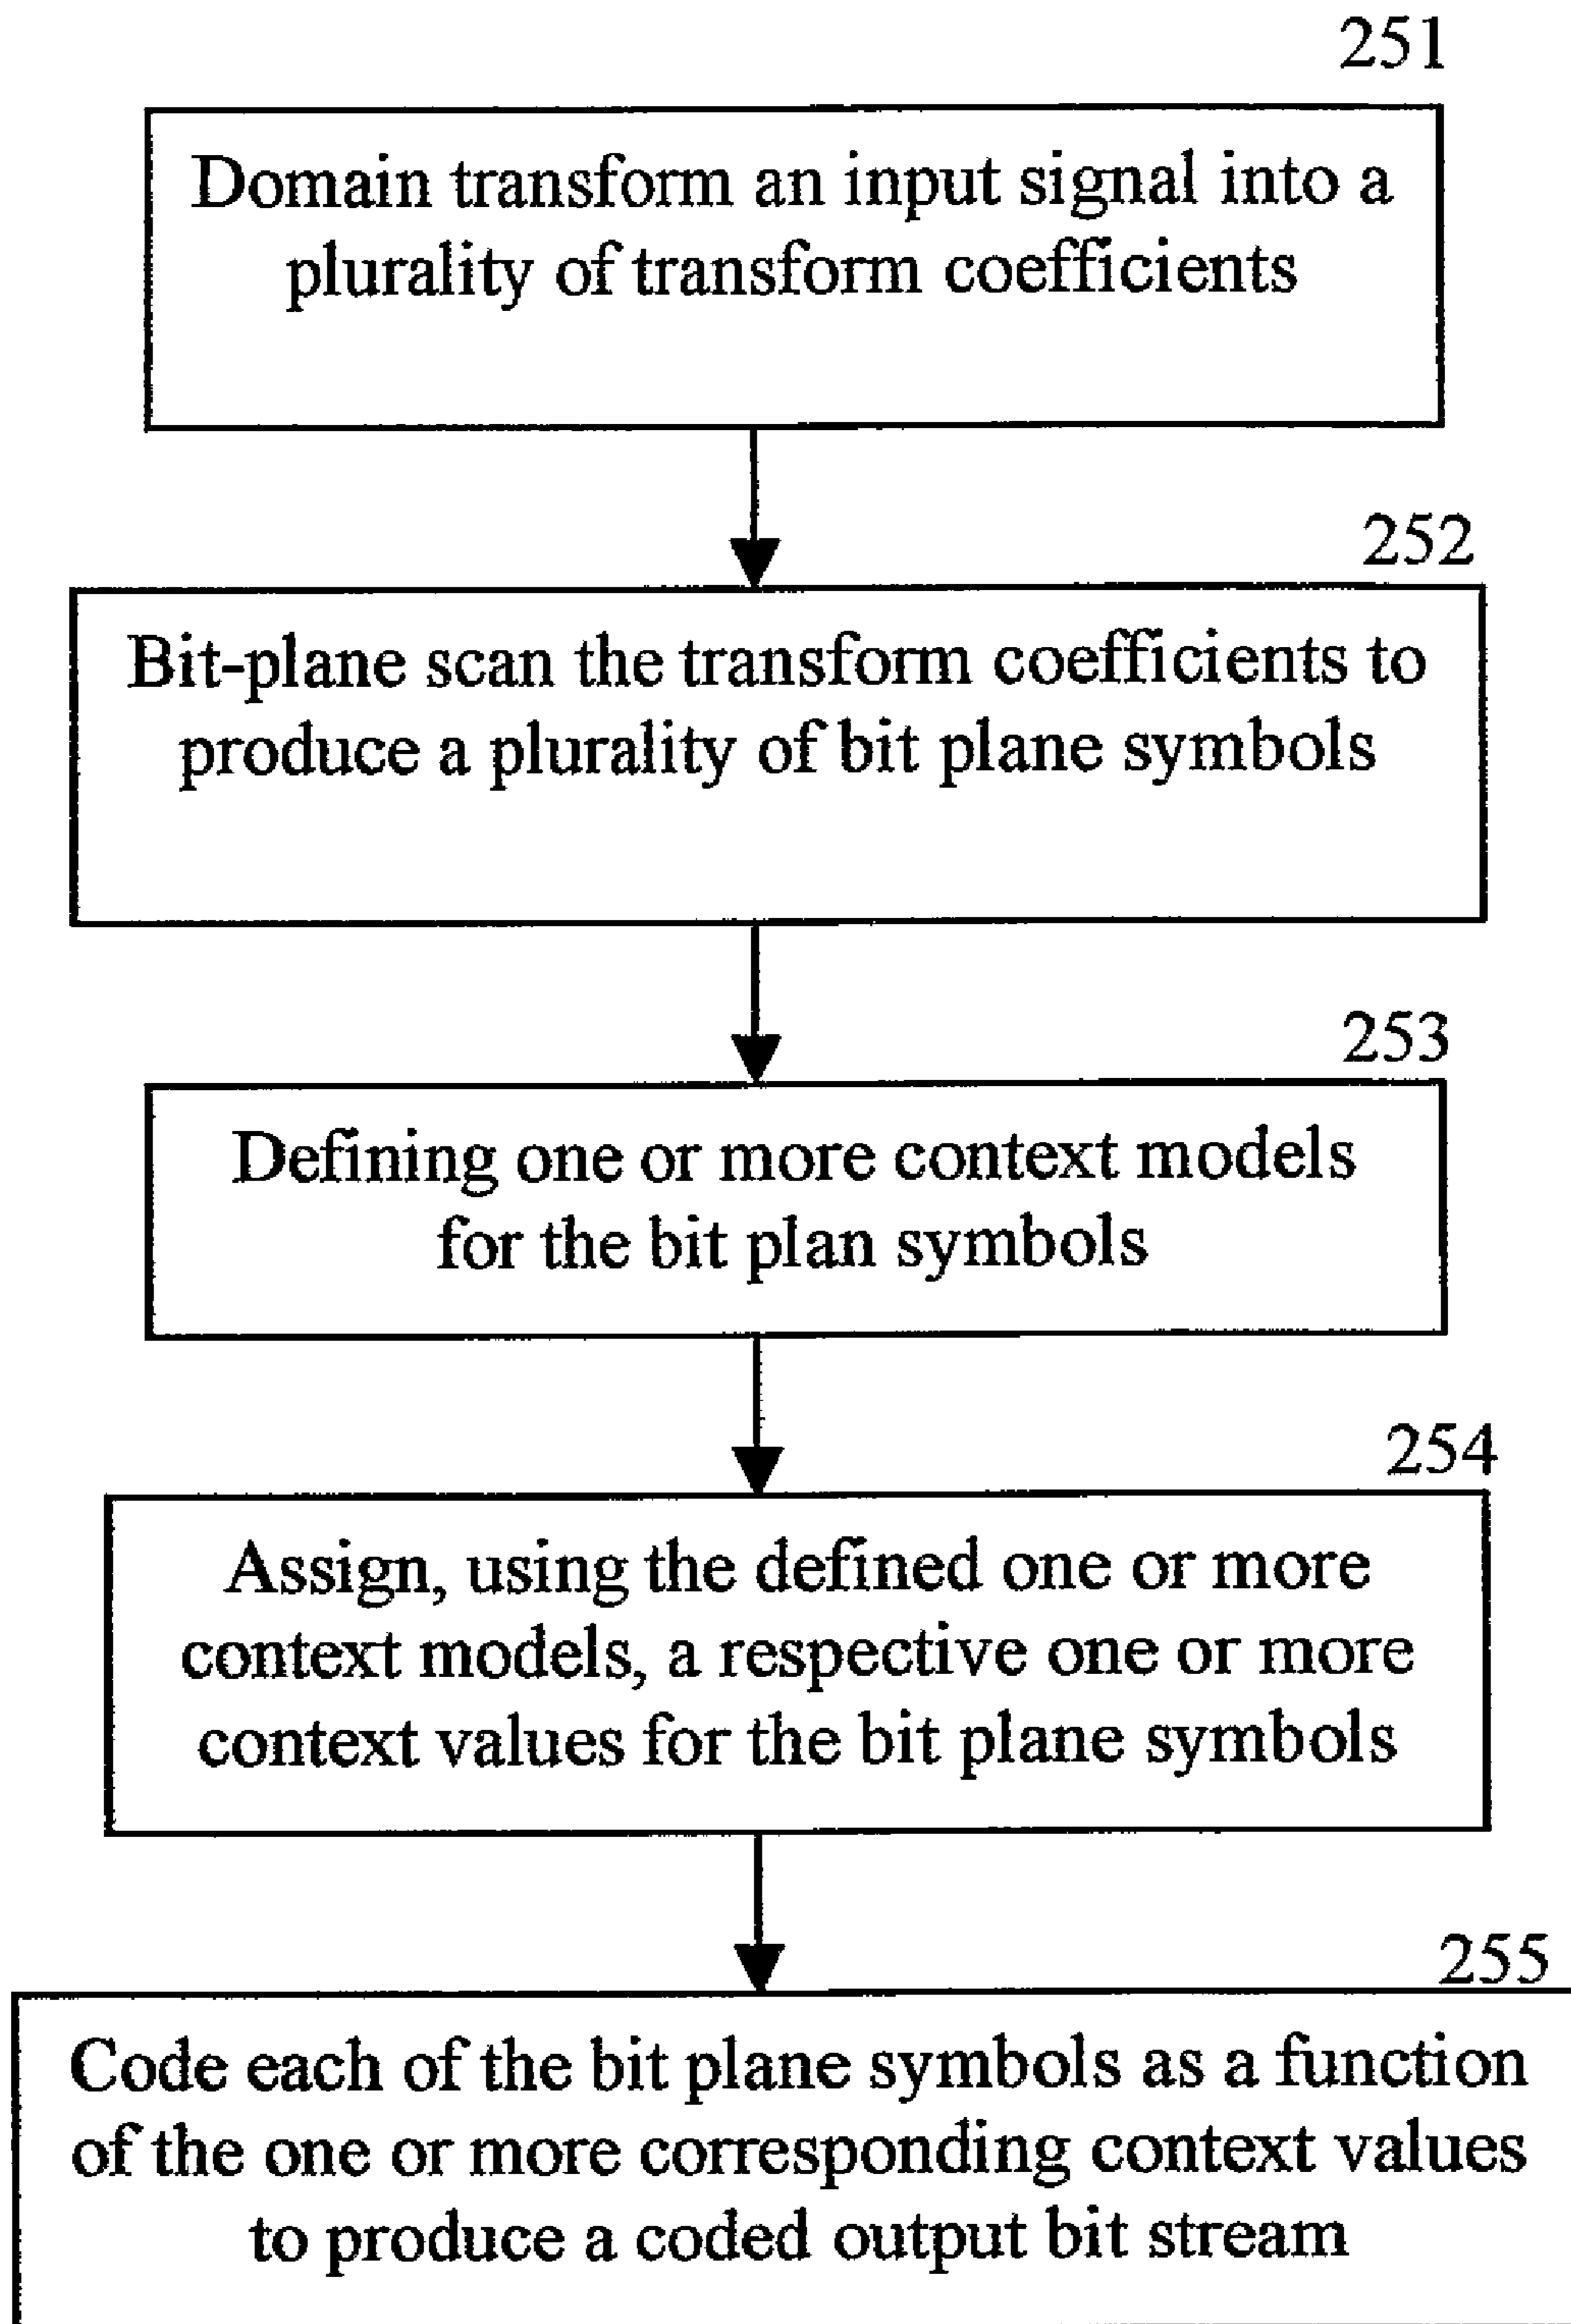 251
Domain transform an input signal into a
plurality of transform coefficients
252
Bit-plane scan the transform coefficients to
produce a plurality of bit plane symbols
253
Defining one or more context models
for the bit plan symbols
254
Assign, using the defined one or more
context models, a respective one or more
context values for the bit plane symbols
255
Code each of the bit plane symbols as a function
of the one or more corresponding context values
to produce a coded output bit stream